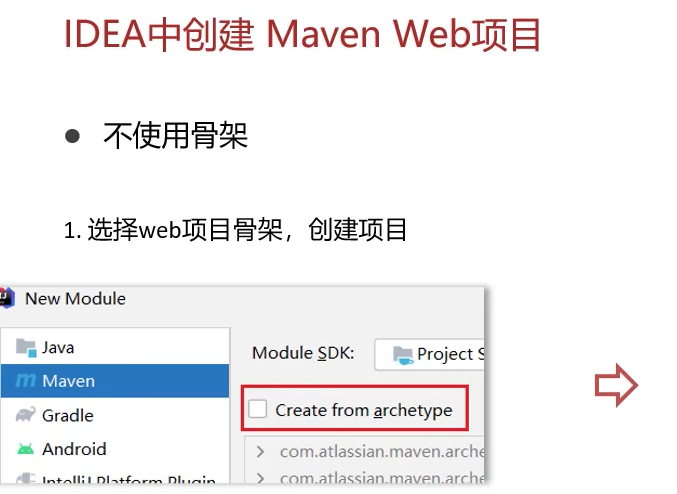 IDEA中创建 Maven Web项目
● 不使用骨架
1. 选择web项目骨架，创建项目
New Module
Java
Module SDK:
Project S
Maven
Create from archetype
Gradle
com.atlassian.maven.arche
Android
com.atlassian.maven.arche
IntelliJ Platform Plugin